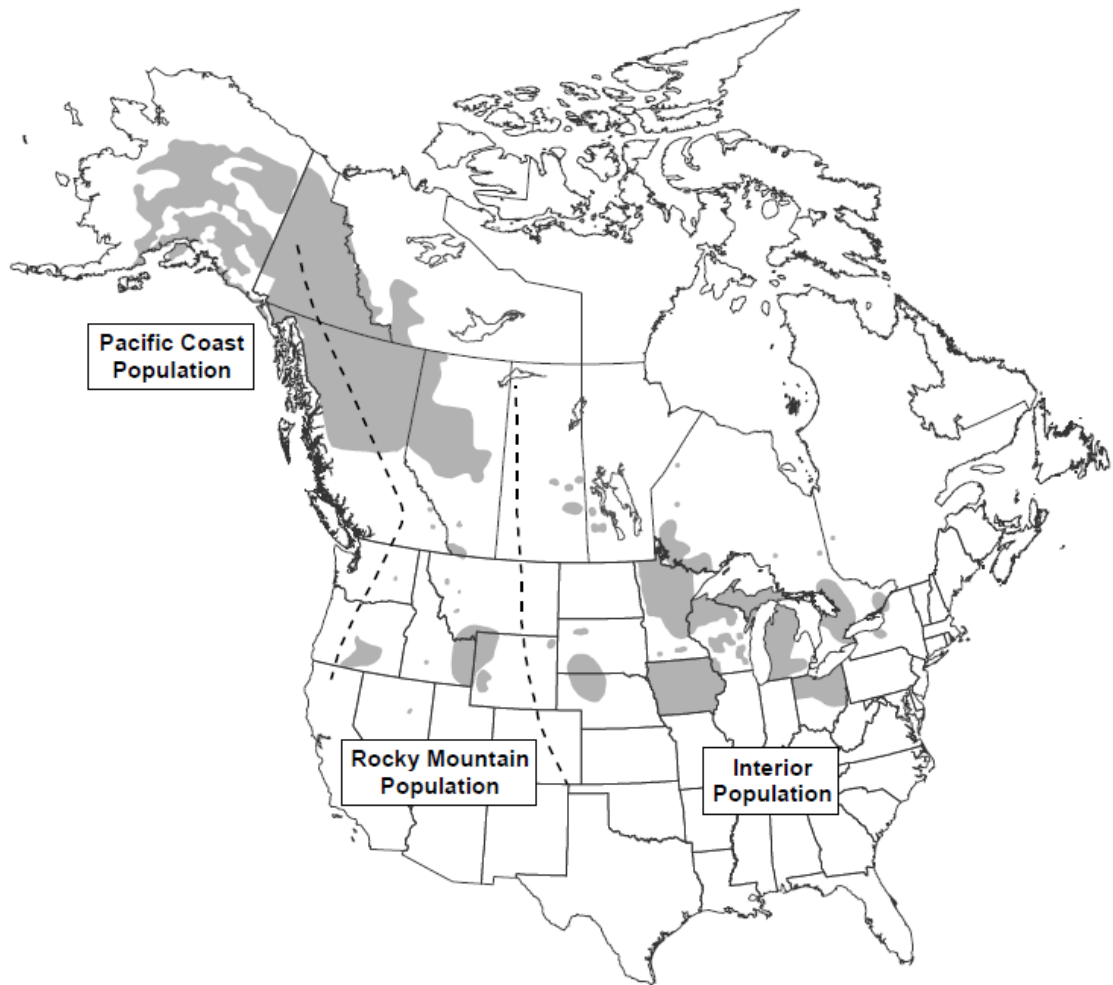 Pacific Coast
Population
Rocky Mountain
Population
Interior
Population